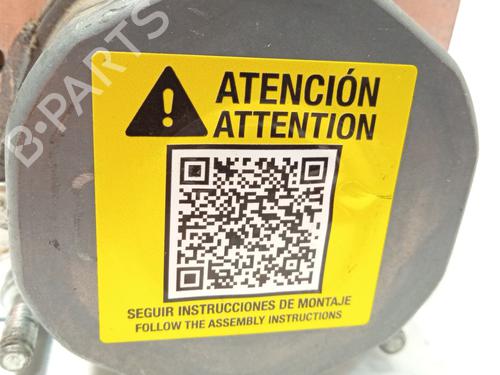 B-PARTS
ATENCIÓN
ATTENTION
SEGUIR INSTRUCCIONES DE MONTAJE
FOLLOW THE ASSEMBLY INSTRUCTIONS